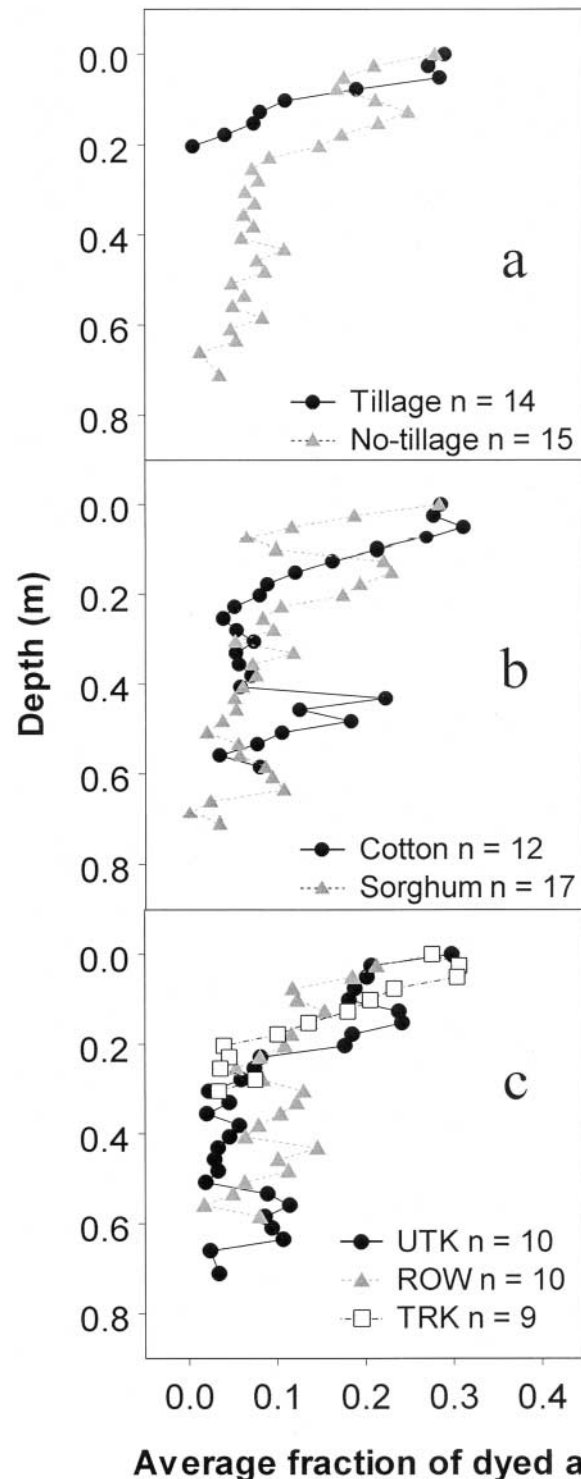 0.0
0.2
0.4
0.6
0.8
a
Tillage n = 14
No-tillage n = 15
Depth (m)
0.0
0.2
0.4
0.6
0.8
b
Cotton n = 12
Sorghum n = 17
0.0
0.2
0.4
0.6
0.8
c
UTK n = 10
ROW n = 10
TRK n = 9
0.0 0.1 0.2 0.3 0.4
Average fraction of dyed a